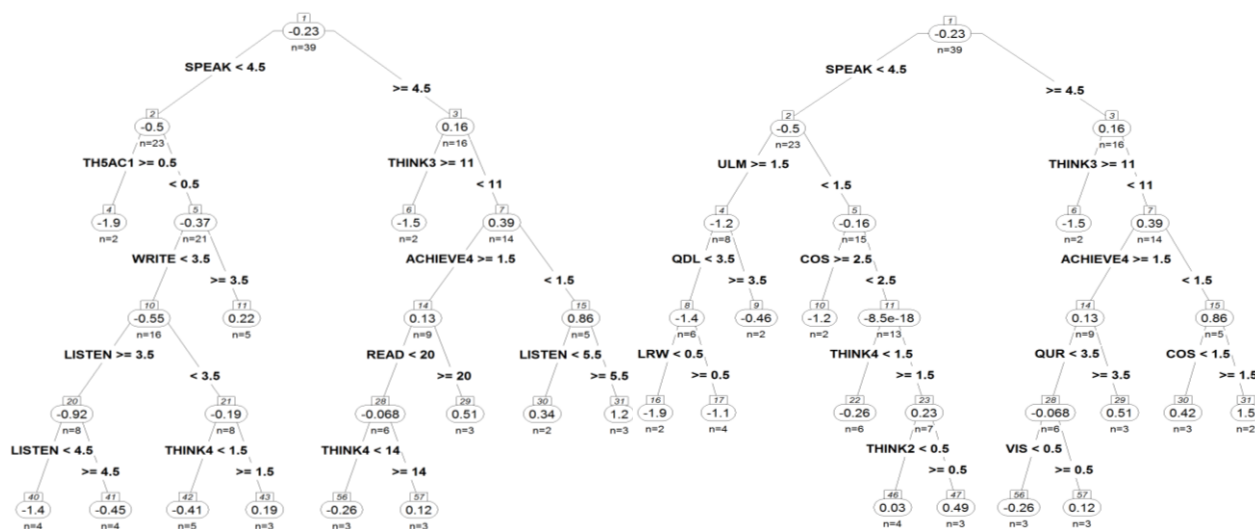 1 1
-0.23 -0.23
n=39 n=39
SPEAK < 4.5 SPEAK < 4.5
>= 4.5 >= 4.5
2 3 2 3
-0.5 0.16 -0.5 0.16
n=23 n=16 n=23 n=16
TH5AC1 >= 0.5 THINK3 >= 11 ULM >= 1.5 THINK3 >= 11
< 0.5 < 11 < 1.5 < 11
4 5 6 7 4 5 6 7
-1.9 -0.37 -1.5 0.39 -1.2 -0.16 -1.5 0.39
n=2 n=21 n=2 n=14 n=8 n=15 n=2 n=14
WRITE < 3.5 ACHIEVE4 >= 1.5 QDL < 3.5 COS >= 2.5 ACHIEVE4 >= 1.5
>= 3.5 < 1.5 >= 3.5 < 2.5 < 1.5
10 11 14 15 8 9 10 11 14 15
-0.55 0.22 0.13 0.86 -1.4 -0.46 -1.2 -8.5e-18 0.13 0.86
n=16 n=5 n=9 n=5 n=6 n=2 n=2 n=13 n=9 n=5
LISTEN >= 3.5 READ < 20 LISTEN < 5.5 LRW < 0.5 THINK4 < 1.5 QUR < 3.5 COS < 1.5
< 3.5 >= 20 >= 5.5 >= 0.5 >= 1.5 >= 3.5 >= 1.5
20 21 28 29 30 31 16 17 22 23 28 29 30 31
-0.92 -0.19 -0.068 0.51 0.34 1.2 -1.9 -1.1 -0.26 0.23 -0.068 0.51 0.42 1.5
n=8 n=8 n=6 n=3 n=2 n=3 n=2 n=4 n=6 n=7 n=6 n=3 n=3 n=2
LISTEN < 4.5 THINK4 < 1.5 THINK4 < 14 THINK2 < 0.5 VIS < 0.5
>= 4.5 >= 1.5 >= 14 >= 0.5 >= 0.5
40 41 42 43 56 57 46 47 56 57
-1.4 -0.45 -0.41 0.19 -0.26 0.12 0.03 0.49 -0.26 0.12
n=4 n=4 n=5 n=3 n=3 n=3 n=4 n=3 n=3 n=3